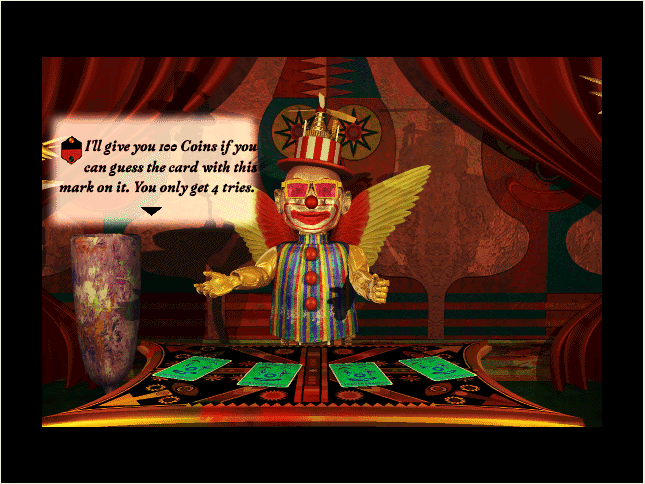 I'll give you 100 Coins if you
can guess the card with this
mark on it. You only get 4 tries.